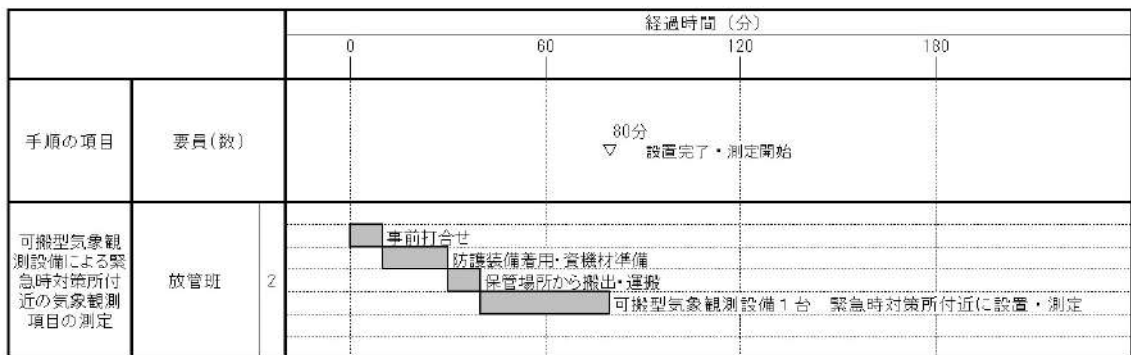 経過時間（分）
0 60 120 180
手順の項目 要員(数)
80分
▽ 設置完了・測定開始
可搬型気象観
測設備による緊
急時対策所付
近の気象観測
項目の測定
放管班 2
事前打合せ
防護装備着用・資機材準備
保管場所から搬出・運搬
可搬型気象観測設備１台 緊急時対策所付近に設置・測定